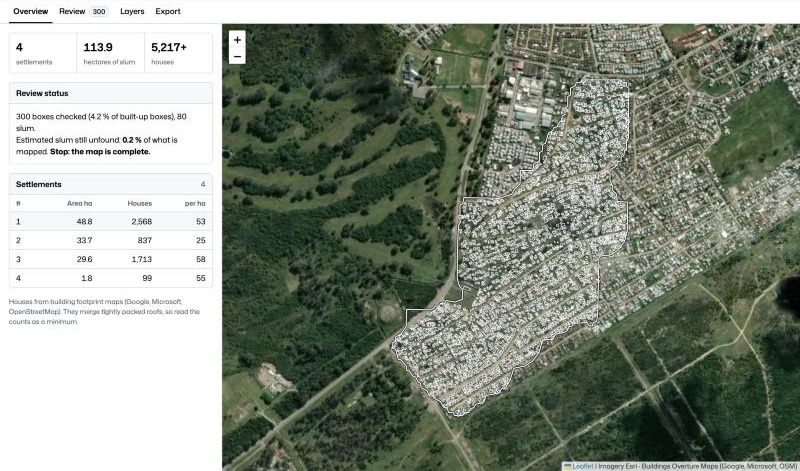 Overview Review 300 Layers Export
4 113.9 5,217+
settlements hectares of slum houses
Review status
300 boxes checked (4.2 % of built-up boxes), 80
slum.
Estimated slum still unfound: 0.2 % of what is
mapped. Stop: the map is complete.
Settlements 4
# Area ha Houses per ha
1 48.8 2,568 53
2 33.7 837 25
3 29.6 1,713 58
4 1.8 99 55
Houses from building footprint maps (Google, Microsoft,
OpenStreetMap). They merge tightly packed roofs, so read the
counts as a minimum.
+
−
Leaflet | Imagery Esri · Buildings Overture Maps (Google, Microsoft, OSM)